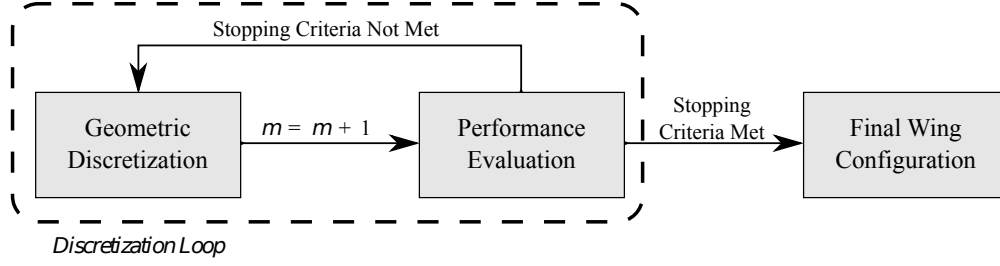 Stopping Criteria Not Met
Geometric
Discretization
m = m + 1
Performance
Evaluation
Stopping
Criteria Met
Final Wing
Configuration
Discretization Loop